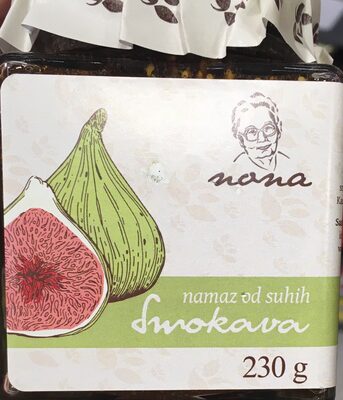 nona
namaz od suhih
Smokava
230 g